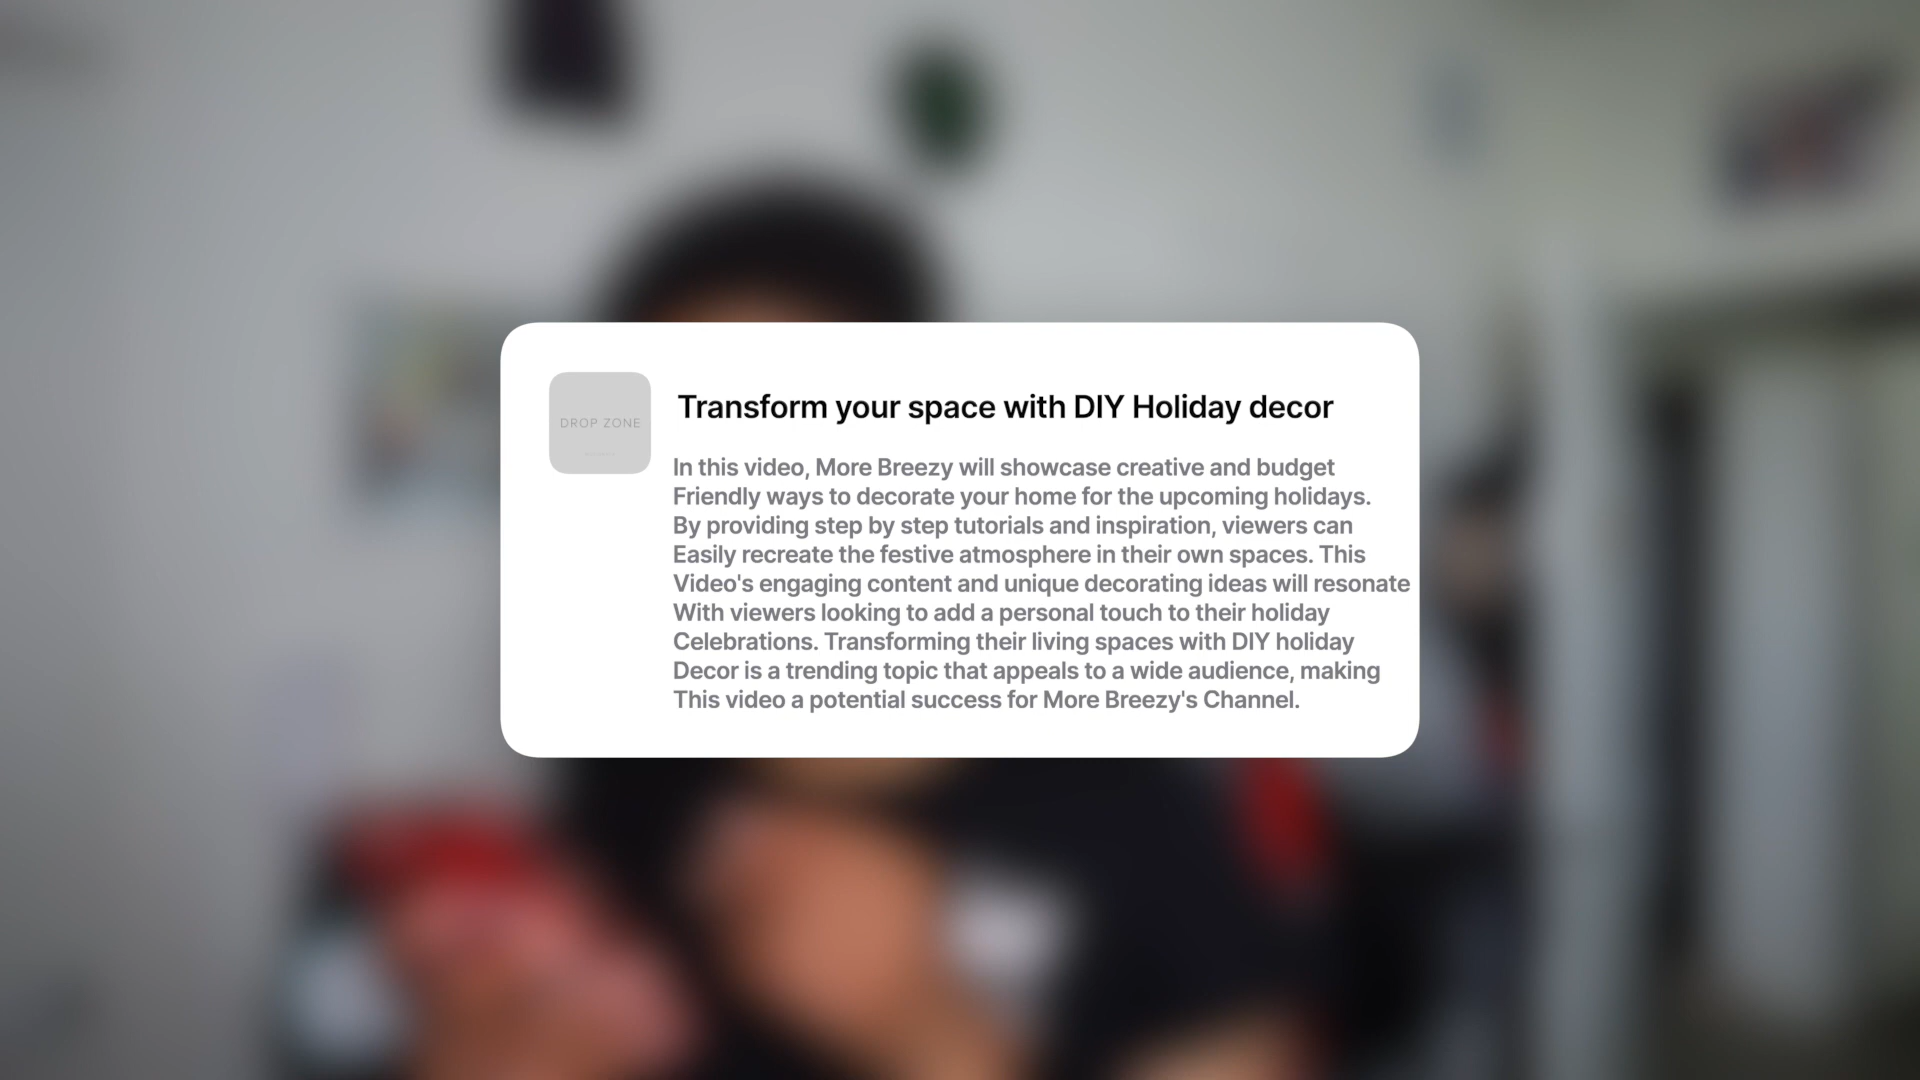 Transform your space with DIY Holiday decor
DROP ZONE
In this video, More Breezy will showcase creative and budget
Friendly ways to decorate your home for the upcoming holidays.
By providing step by step tutorials and inspiration, viewers can
Easily recreate the festive atmosphere in their own spaces. This
Video's engaging content and unique decorating ideas will resonate
With viewers looking to add a personal touch to their holiday
Celebrations. Transforming their living spaces with DIY holiday
Decor is a trending topic that appeals to a wide audience, making
This video a potential success for More Breezy's Channel.